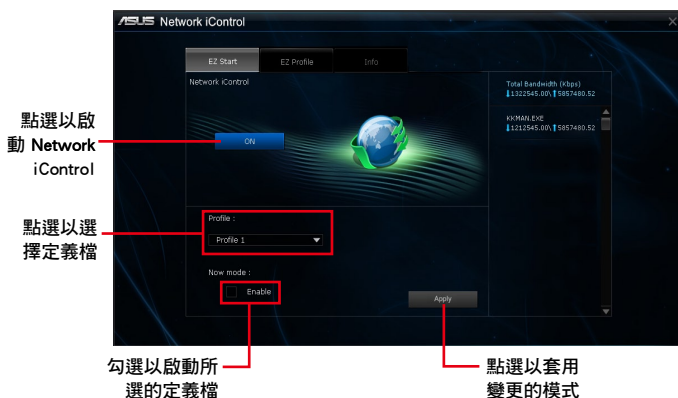 ASUS Network iControl
EZ Start
EZ Profile
Info
Network iControl
ON
Total Bandwidth (Kbps)
⬇1322545.00\⬆5857480.52
KKMAN.EXE
⬇1212545.00\⬆5857480.52
點選以啟
動 Network
iControl
點選以選
擇定義檔
Profile :
Profile 1
Now mode :
Enable
Apply
勾選以啟動所
選的定義檔
點選以套用
變更的模式